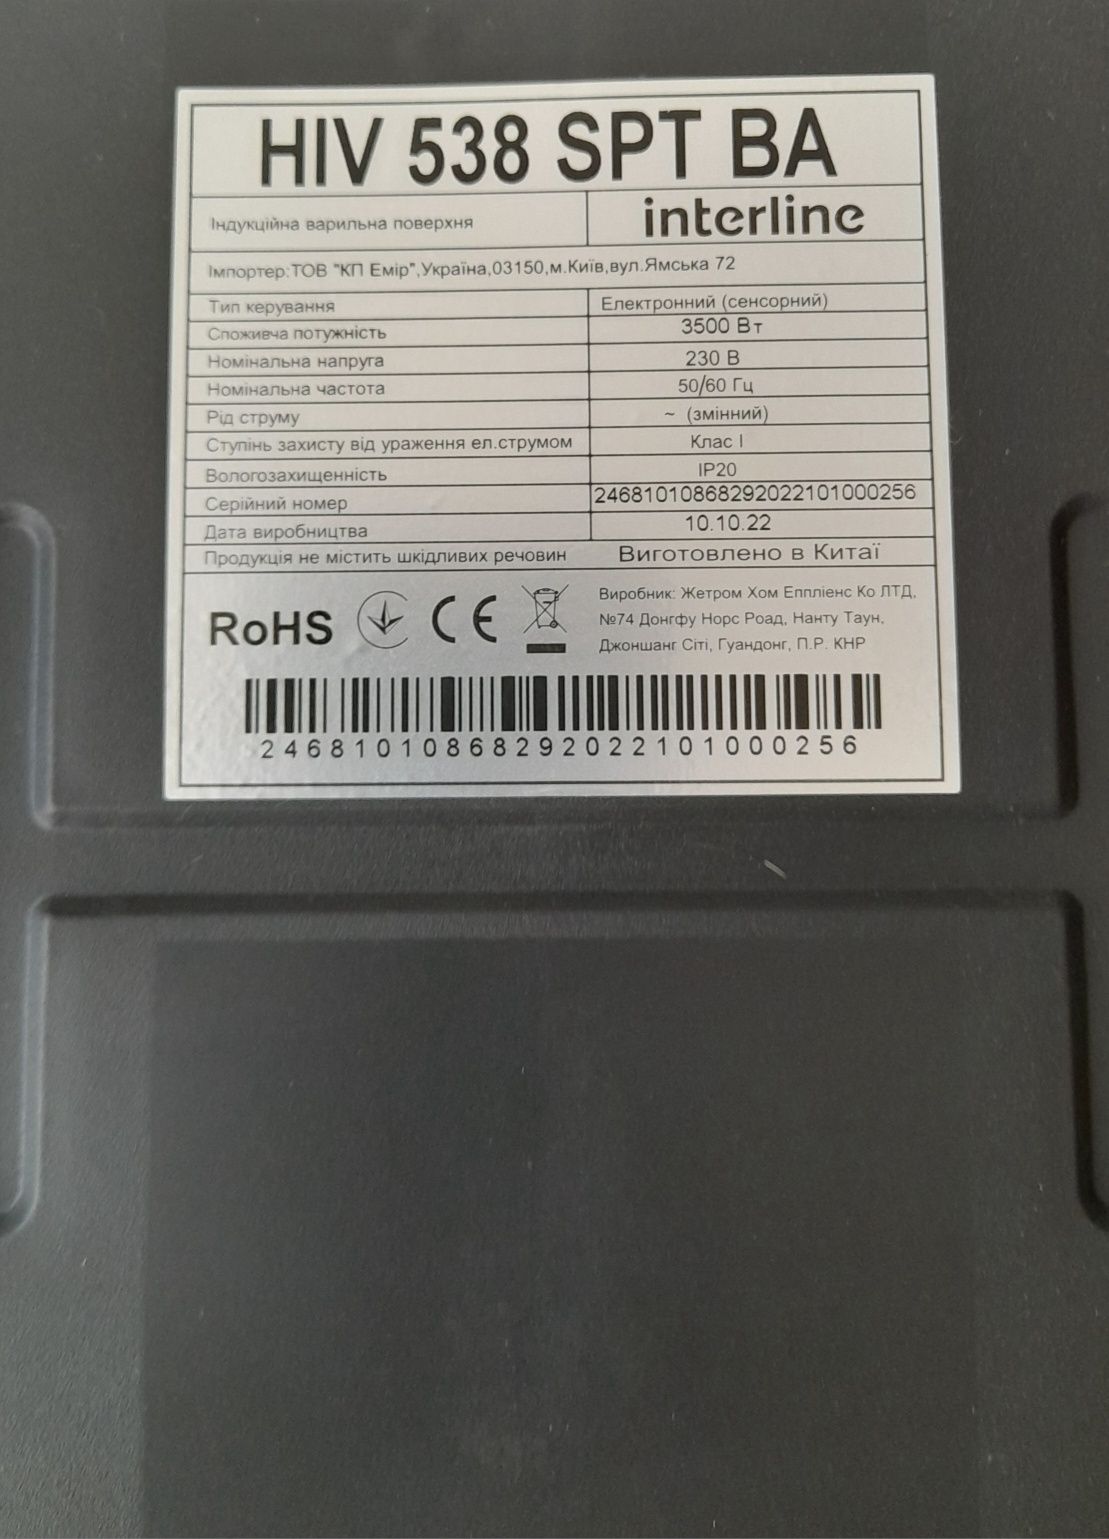 HIV 538 SPT BA
Індукційна варильна поверхня interline
Імпортер:ТОВ "КП Емір",Україна,03150,м.Київ,вул.Ямська 72
Тип керування Електронний (сенсорний)
Споживча потужність 3500 Вт
Номінальна напруга 230 В
Номінальна частота 50/60 Гц
Рід струму ~ (змінний)
Ступінь захисту від ураження ел.струмом Клас I
Вологозахищенність IP20
Серійний номер 24681010868292022101000256
Дата виробництва 10.10.22
Продукція не містить шкідливих речовин Виготовлено в Китаї
RoHS CE
Виробник: Жетром Хом Еппліенс Ко ЛТД,
№74 Донгфу Норс Роад, Нанту Таун,
Джоншанг Сіті, Гуандонг, П.Р. КНР
24681010868292022101000256